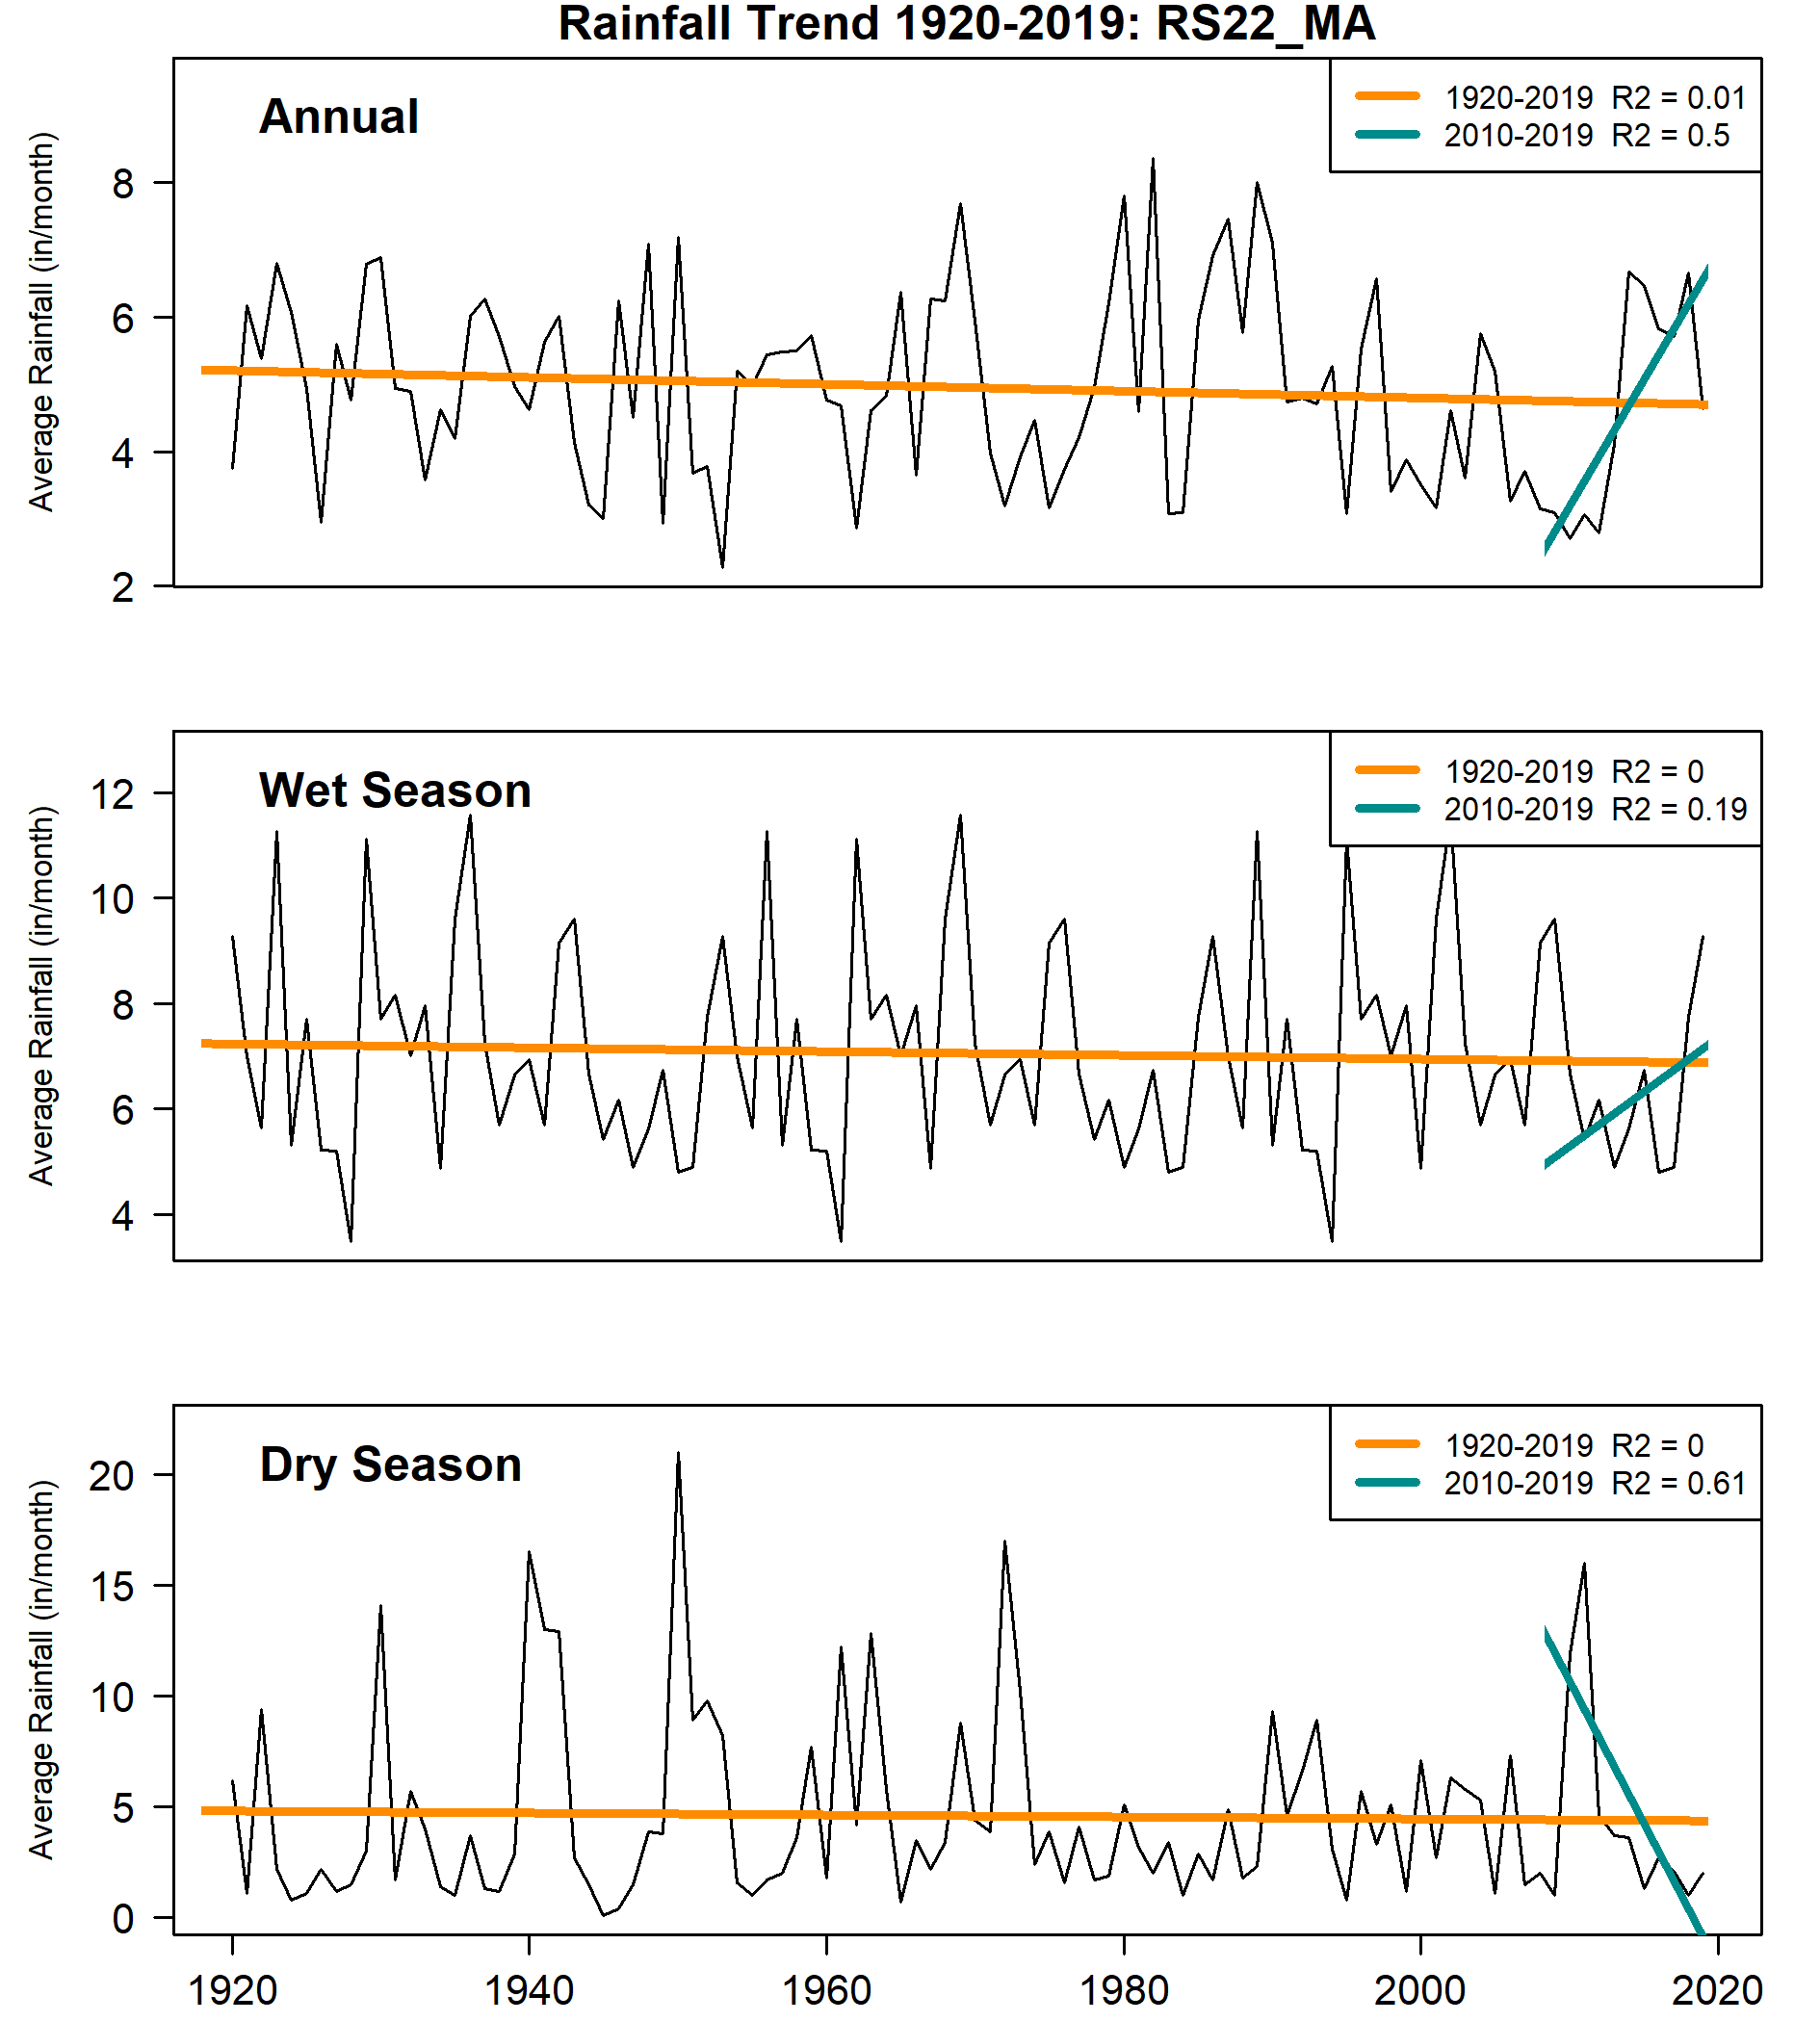 Rainfall Trend 1920-2019: RS22_MA
Annual
1920-2019 R2 = 0.01
2010-2019 R2 = 0.5
Average Rainfall (in/month)
8
6
4
2
Wet Season
1920-2019 R2 = 0
2010-2019 R2 = 0.19
Average Rainfall (in/month)
12
10
8
6
4
Dry Season
1920-2019 R2 = 0
2010-2019 R2 = 0.61
Average Rainfall (in/month)
20
15
10
5
0
1920 1940 1960 1980 2000 2020